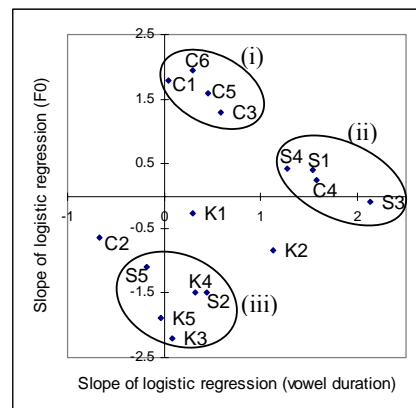 2.5
(i)
C6
C1
C5
1.5
C3
(ii)
0.5
S4
S1
C4
S3
-1
0
1
2
-0.5
K1
C2
K2
S5
K4
-1.5
S2
(iii)
K5
K3
-2.5
Slope of logistic regression (F0)
Slope of logistic regression (vowel duration)